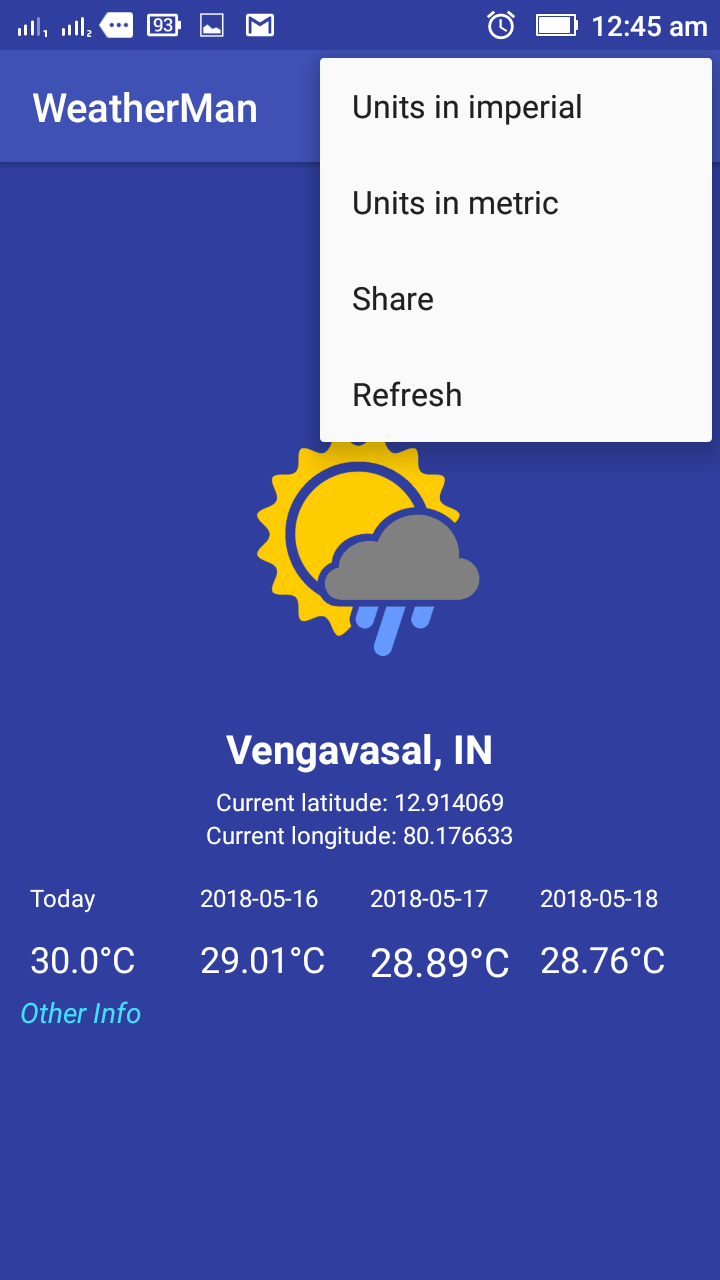 1 2 93 12:45 am
WeatherMan
Units in imperial
Units in metric
Share
Refresh
Vengavasal, IN
Current latitude: 12.914069
Current longitude: 80.176633
Today 2018-05-16 2018-05-17 2018-05-18
30.0°C 29.01°C 28.89°C 28.76°C
Other Info